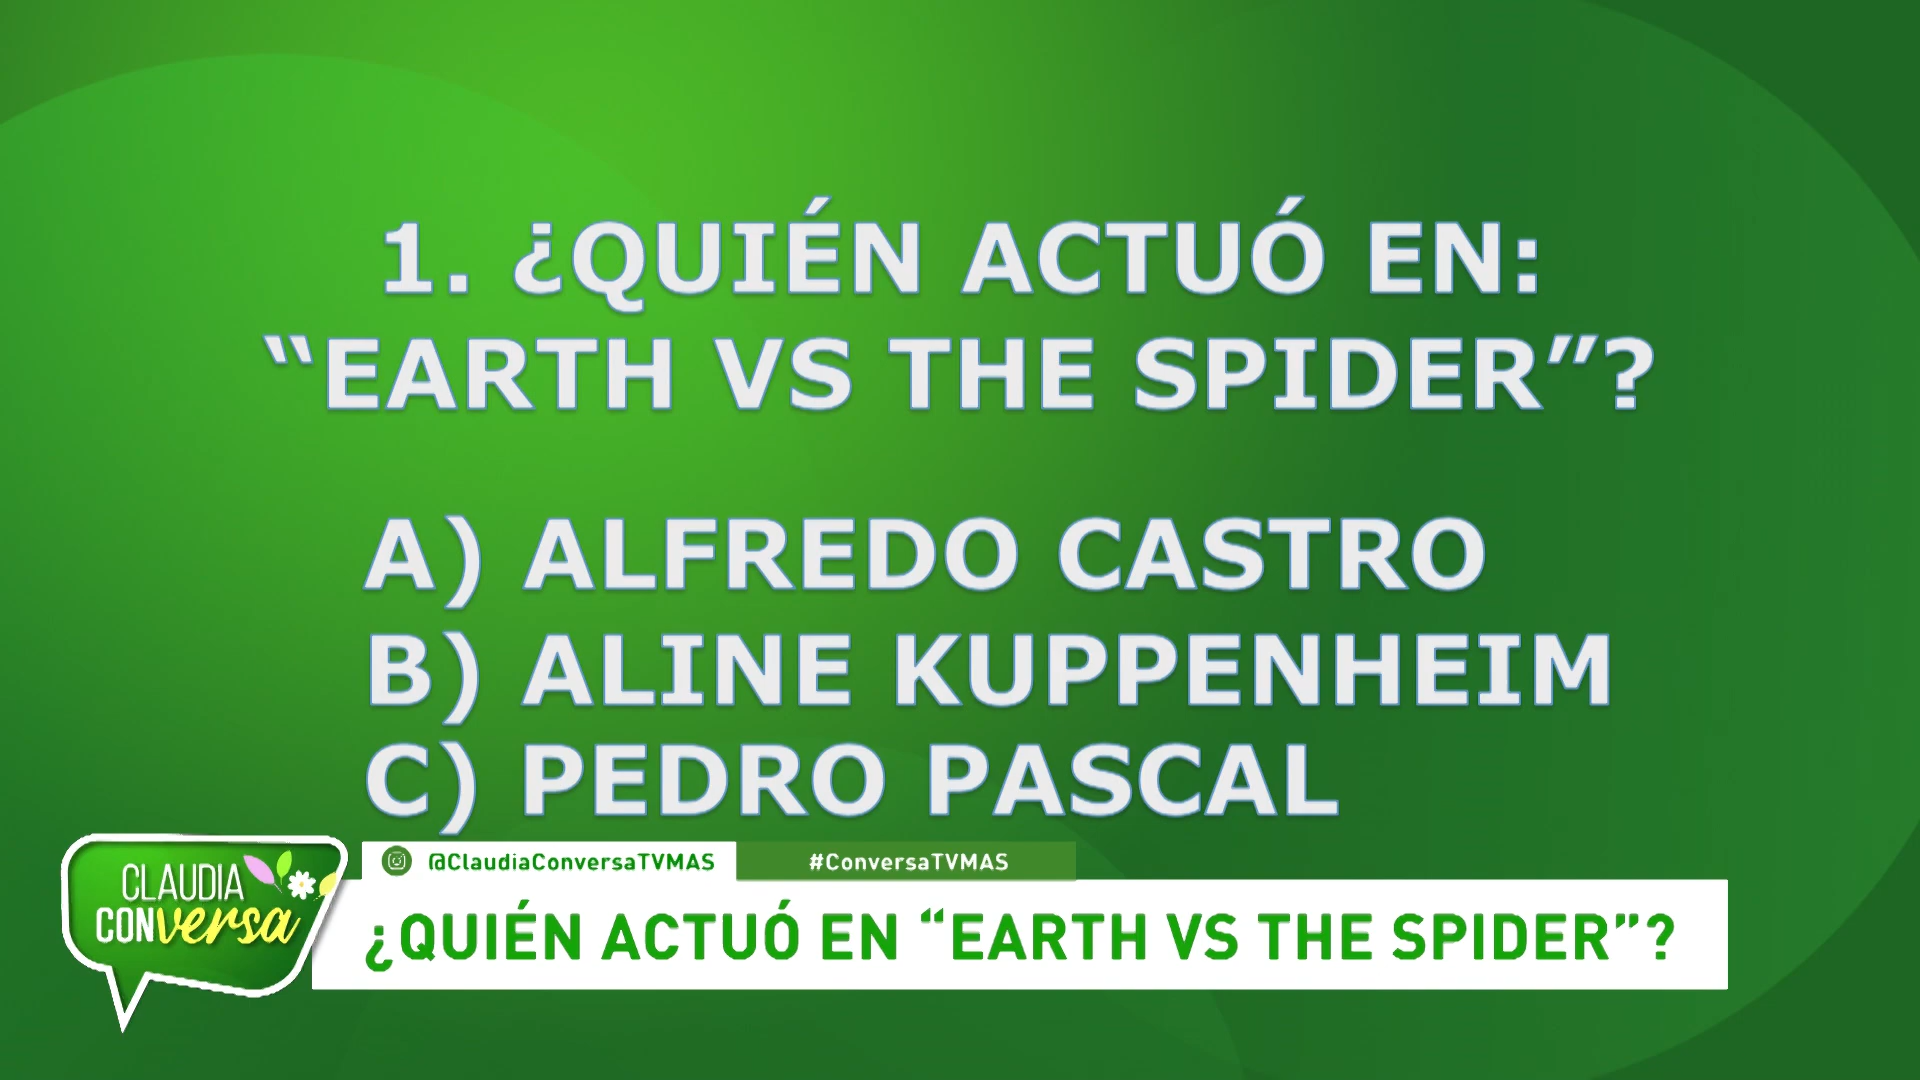 1. ¿QUIÉN ACTUÓ EN:
“EARTH VS THE SPIDER”?
A) ALFREDO CASTRO
B) ALINE KUPPENHEIM
C) PEDRO PASCAL
@ClaudiaConversaTVMAS
#ConversaTVMAS
CLAUDIA
CONversa
¿QUIÉN ACTUÓ EN “EARTH VS THE SPIDER”?